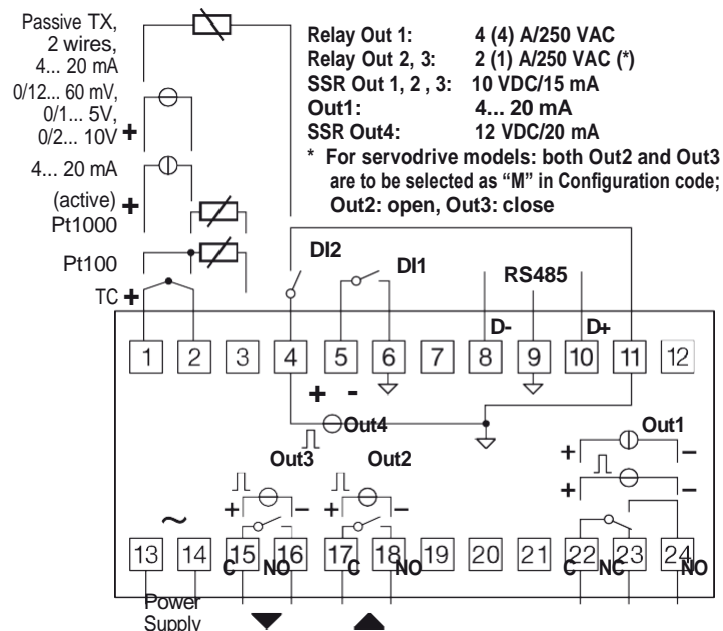 Passive TX,
2 wires,
4... 20 mA
0/12... 60 mV,
0/1... 5V,
0/2... 10V +
4... 20 mA
(active) +
Pt1000
Pt100
TC +
Relay Out 1: 4 (4) A/250 VAC
Relay Out 2, 3: 2 (1) A/250 VAC (*)
SSR Out 1, 2 , 3: 10 VDC/15 mA
Out1: 4... 20 mA
SSR Out4: 12 VDC/20 mA
* For servodrive models: both Out2 and Out3
are to be selected as “M” in Configuration code;
Out2: open, Out3: close
DI2 DI1 RS485
D- D+
1 2 3 4 5 6 7 8 9 10 11 12
+ -
Out4
Out3 Out2 Out1
+ –
+ – + – + –
~
13 14 15 16 17 18 19 20 21 22 23 24
C NO C NO C NC NO
Power
Supply